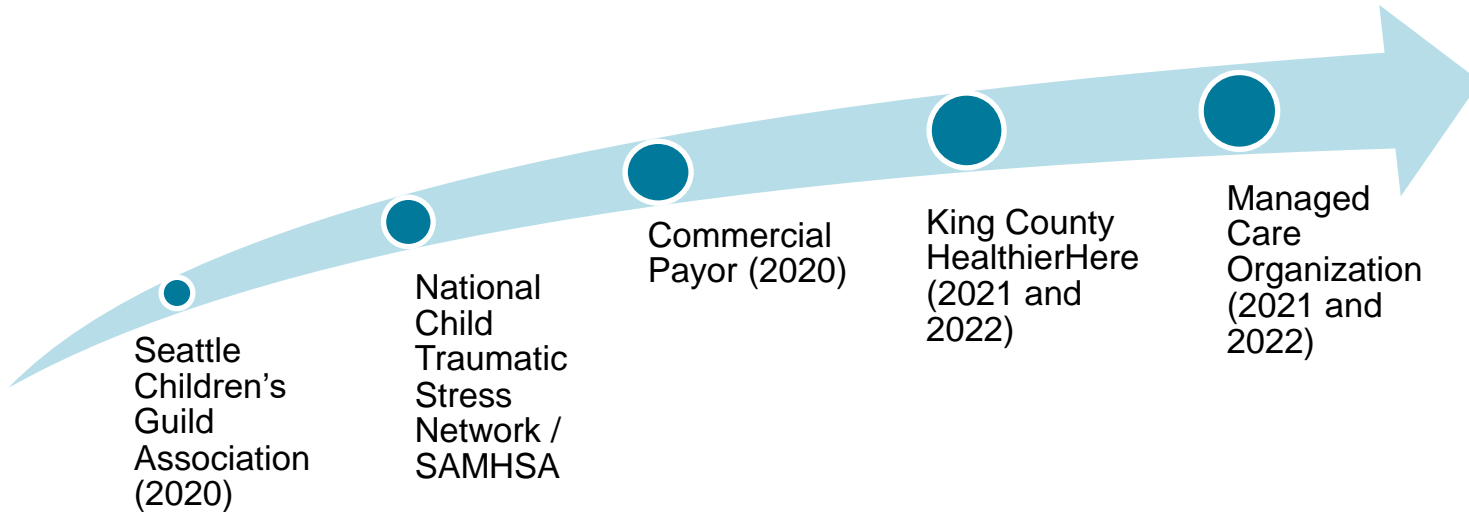 Seattle
Children’s
Guild
Association
(2020)
National
Child
Traumatic
Stress
Network /
SAMHSA
Commercial
Payor (2020)
King County
HealthierHere
(2021 and
2022)
Managed
Care
Organization
(2021 and
2022)